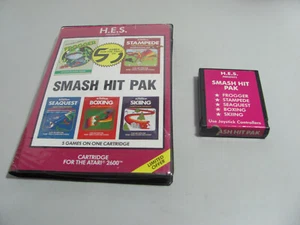 H.E.S.
STAMPEDE
5
SMASH HIT PAK
SEAQUEST
BOXING
SKIING
5 GAMES ON ONE CARTRIDGE
CARTRIDGE
FOR THE ATARI 2600™
LIMITED
OFFER
H.E.S.
SMASH HIT
PAK
★ FROGGER
★ STAMPEDE
★ SEAQUEST
★ BOXING
★ SKIING
Use Joystick Controllers
SMASH HIT PAK